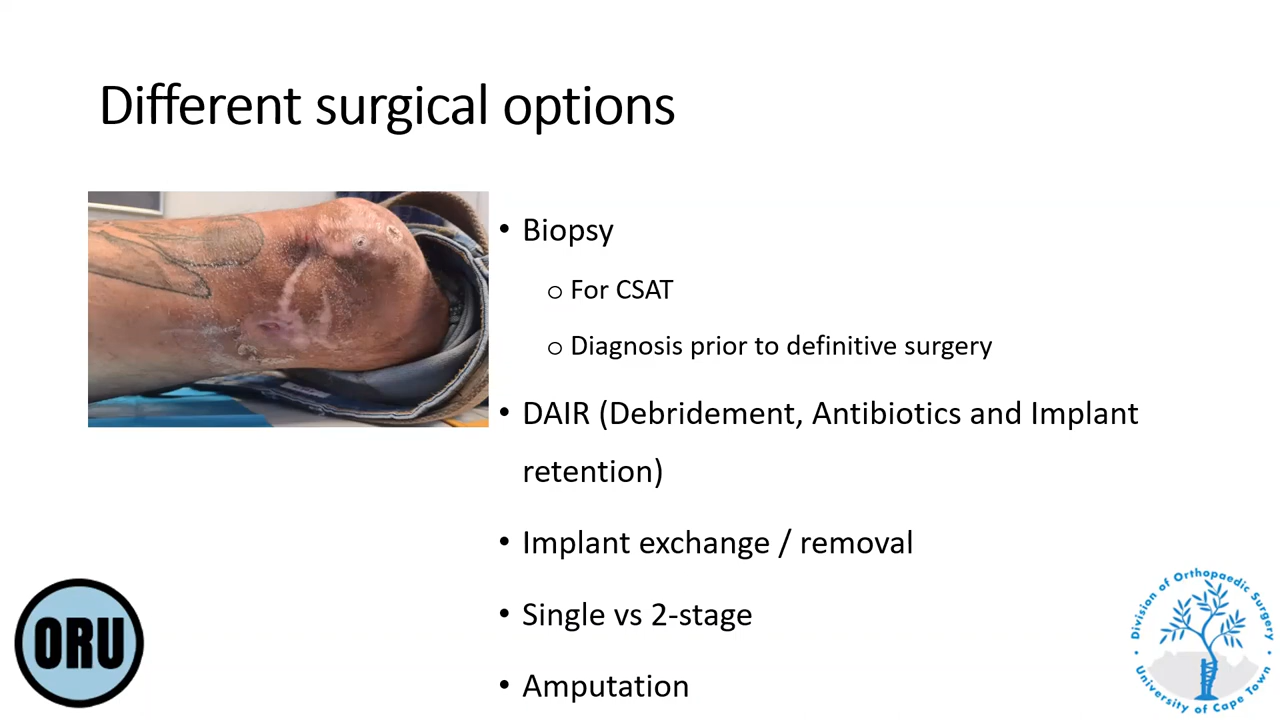 Different surgical options
• Biopsy
o For CSAT
o Diagnosis prior to definitive surgery
• DAIR (Debridement, Antibiotics and Implant
retention)
• Implant exchange / removal
• Single vs 2-stage
• Amputation
ORU
Division of Orthopaedic Surgery
• University of Cape Town •